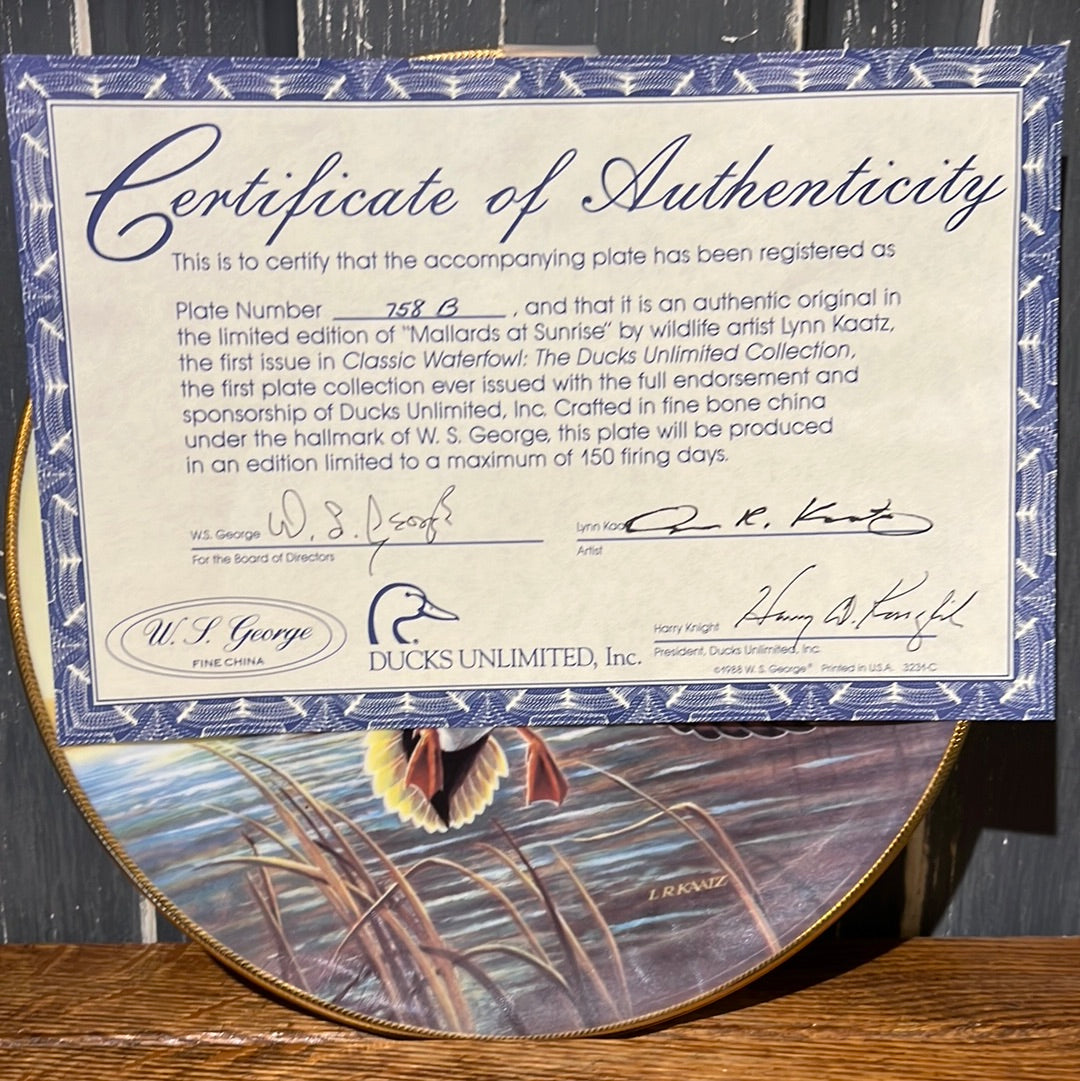 Certificate of Authenticity
This is to certify that the accompanying plate has been registered as
Plate Number 758 B, and that it is an authentic original in
the limited edition of "Mallards at Sunrise" by wildlife artist Lynn Kaatz,
the first issue in Classic Waterfowl: The Ducks Unlimited Collection,
the first plate collection ever issued with the full endorsement and
sponsorship of Ducks Unlimited, Inc. Crafted in fine bone china
under the hallmark of W. S. George, this plate will be produced
in an edition limited to a maximum of 150 firing days.
W.S. George W. S. George
For the Board of Directors
Lynn Kaa R. Kaatz
Artist
W. S. George
FINE CHINA
DUCKS UNLIMITED, Inc.
Harry Knight Harry D. Knight
President, Ducks Unlimited, Inc.
©1988 W. S. George® Printed in U.S.A. 3231-C
L R KAATZ